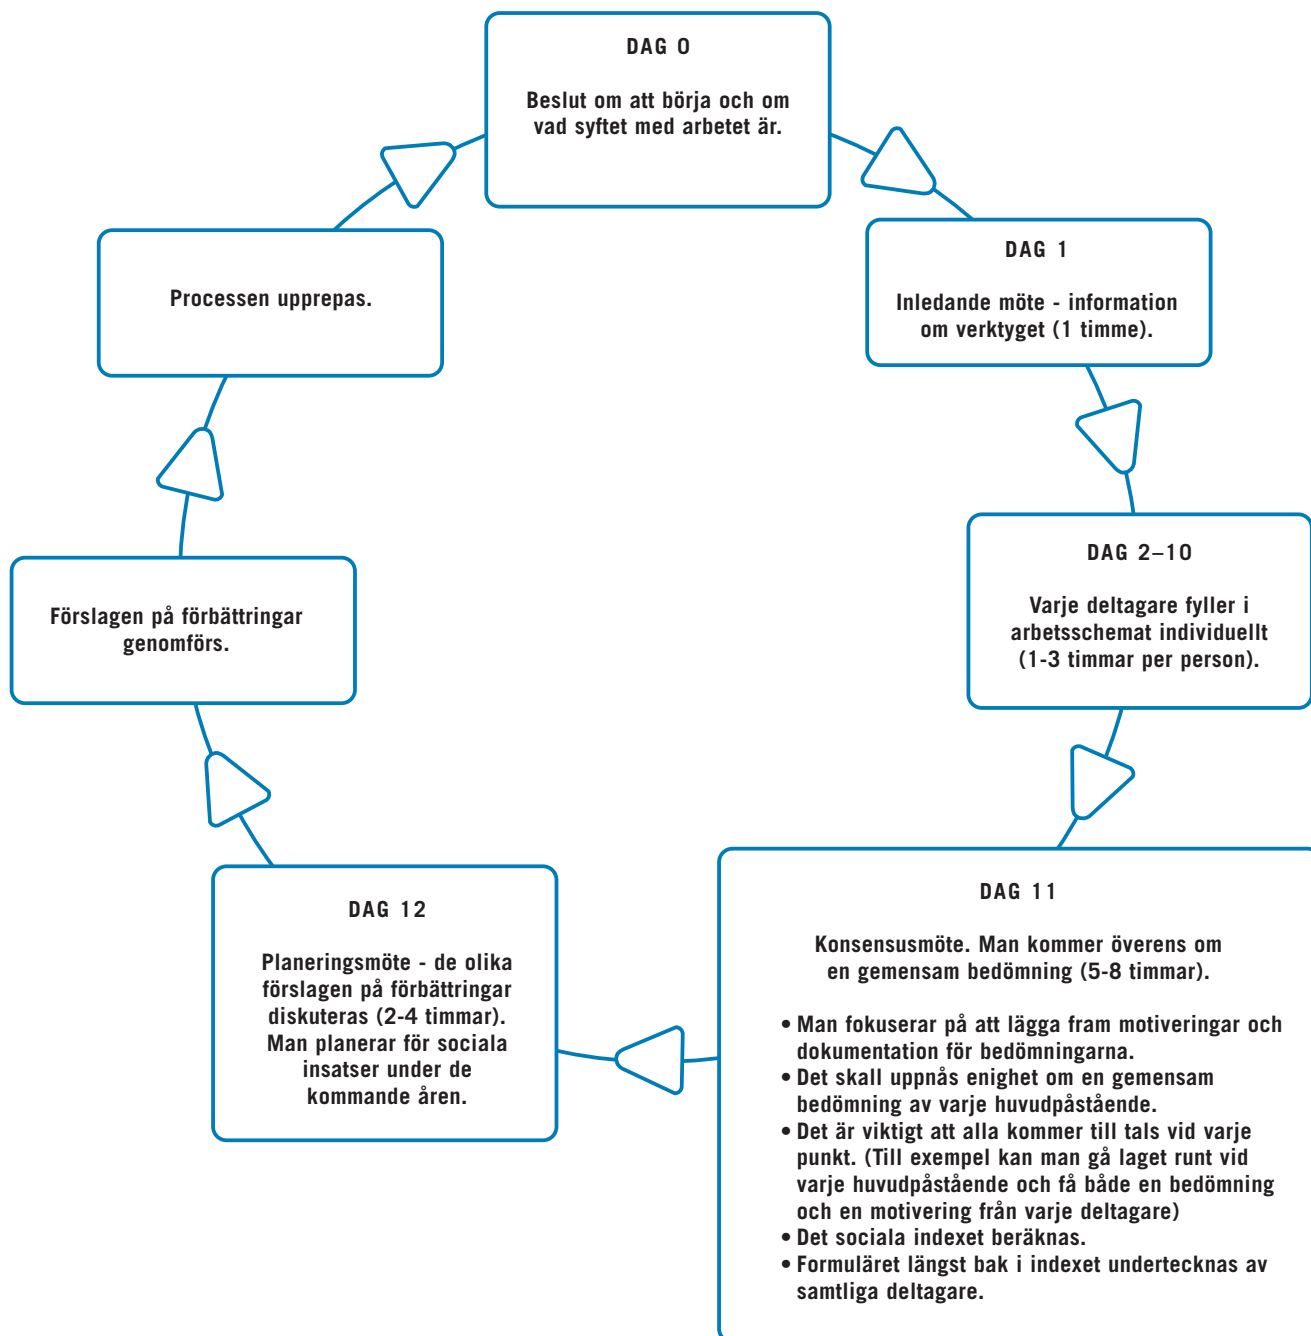 DAG 0
Beslut om att börja och om
vad syftet med arbetet är.
DAG 1
Inledande möte - information
om verktyget (1 timme).
DAG 2–10
Varje deltagare fyller i
arbetsschemat individuellt
(1-3 timmar per person).
DAG 11
Konsensusmöte. Man kommer överens om
en gemensam bedömning (5-8 timmar).
• Man fokuserar på att lägga fram motiveringar och
dokumentation för bedömningarna.
• Det skall uppnås enighet om en gemensam
bedömning av varje huvudpåstående.
• Det är viktigt att alla kommer till tals vid varje
punkt. (Till exempel kan man gå laget runt vid
varje huvudpåstående och få både en bedömning
och en motivering från varje deltagare)
• Det sociala indexet beräknas.
• Formuläret längst bak i indexet undertecknas av
samtliga deltagare.
DAG 12
Planeringsmöte - de olika
förslagen på förbättringar
diskuteras (2-4 timmar).
Man planerar för sociala
insatser under de
kommande åren.
Förslagen på förbättringar
genomförs.
Processen upprepas.